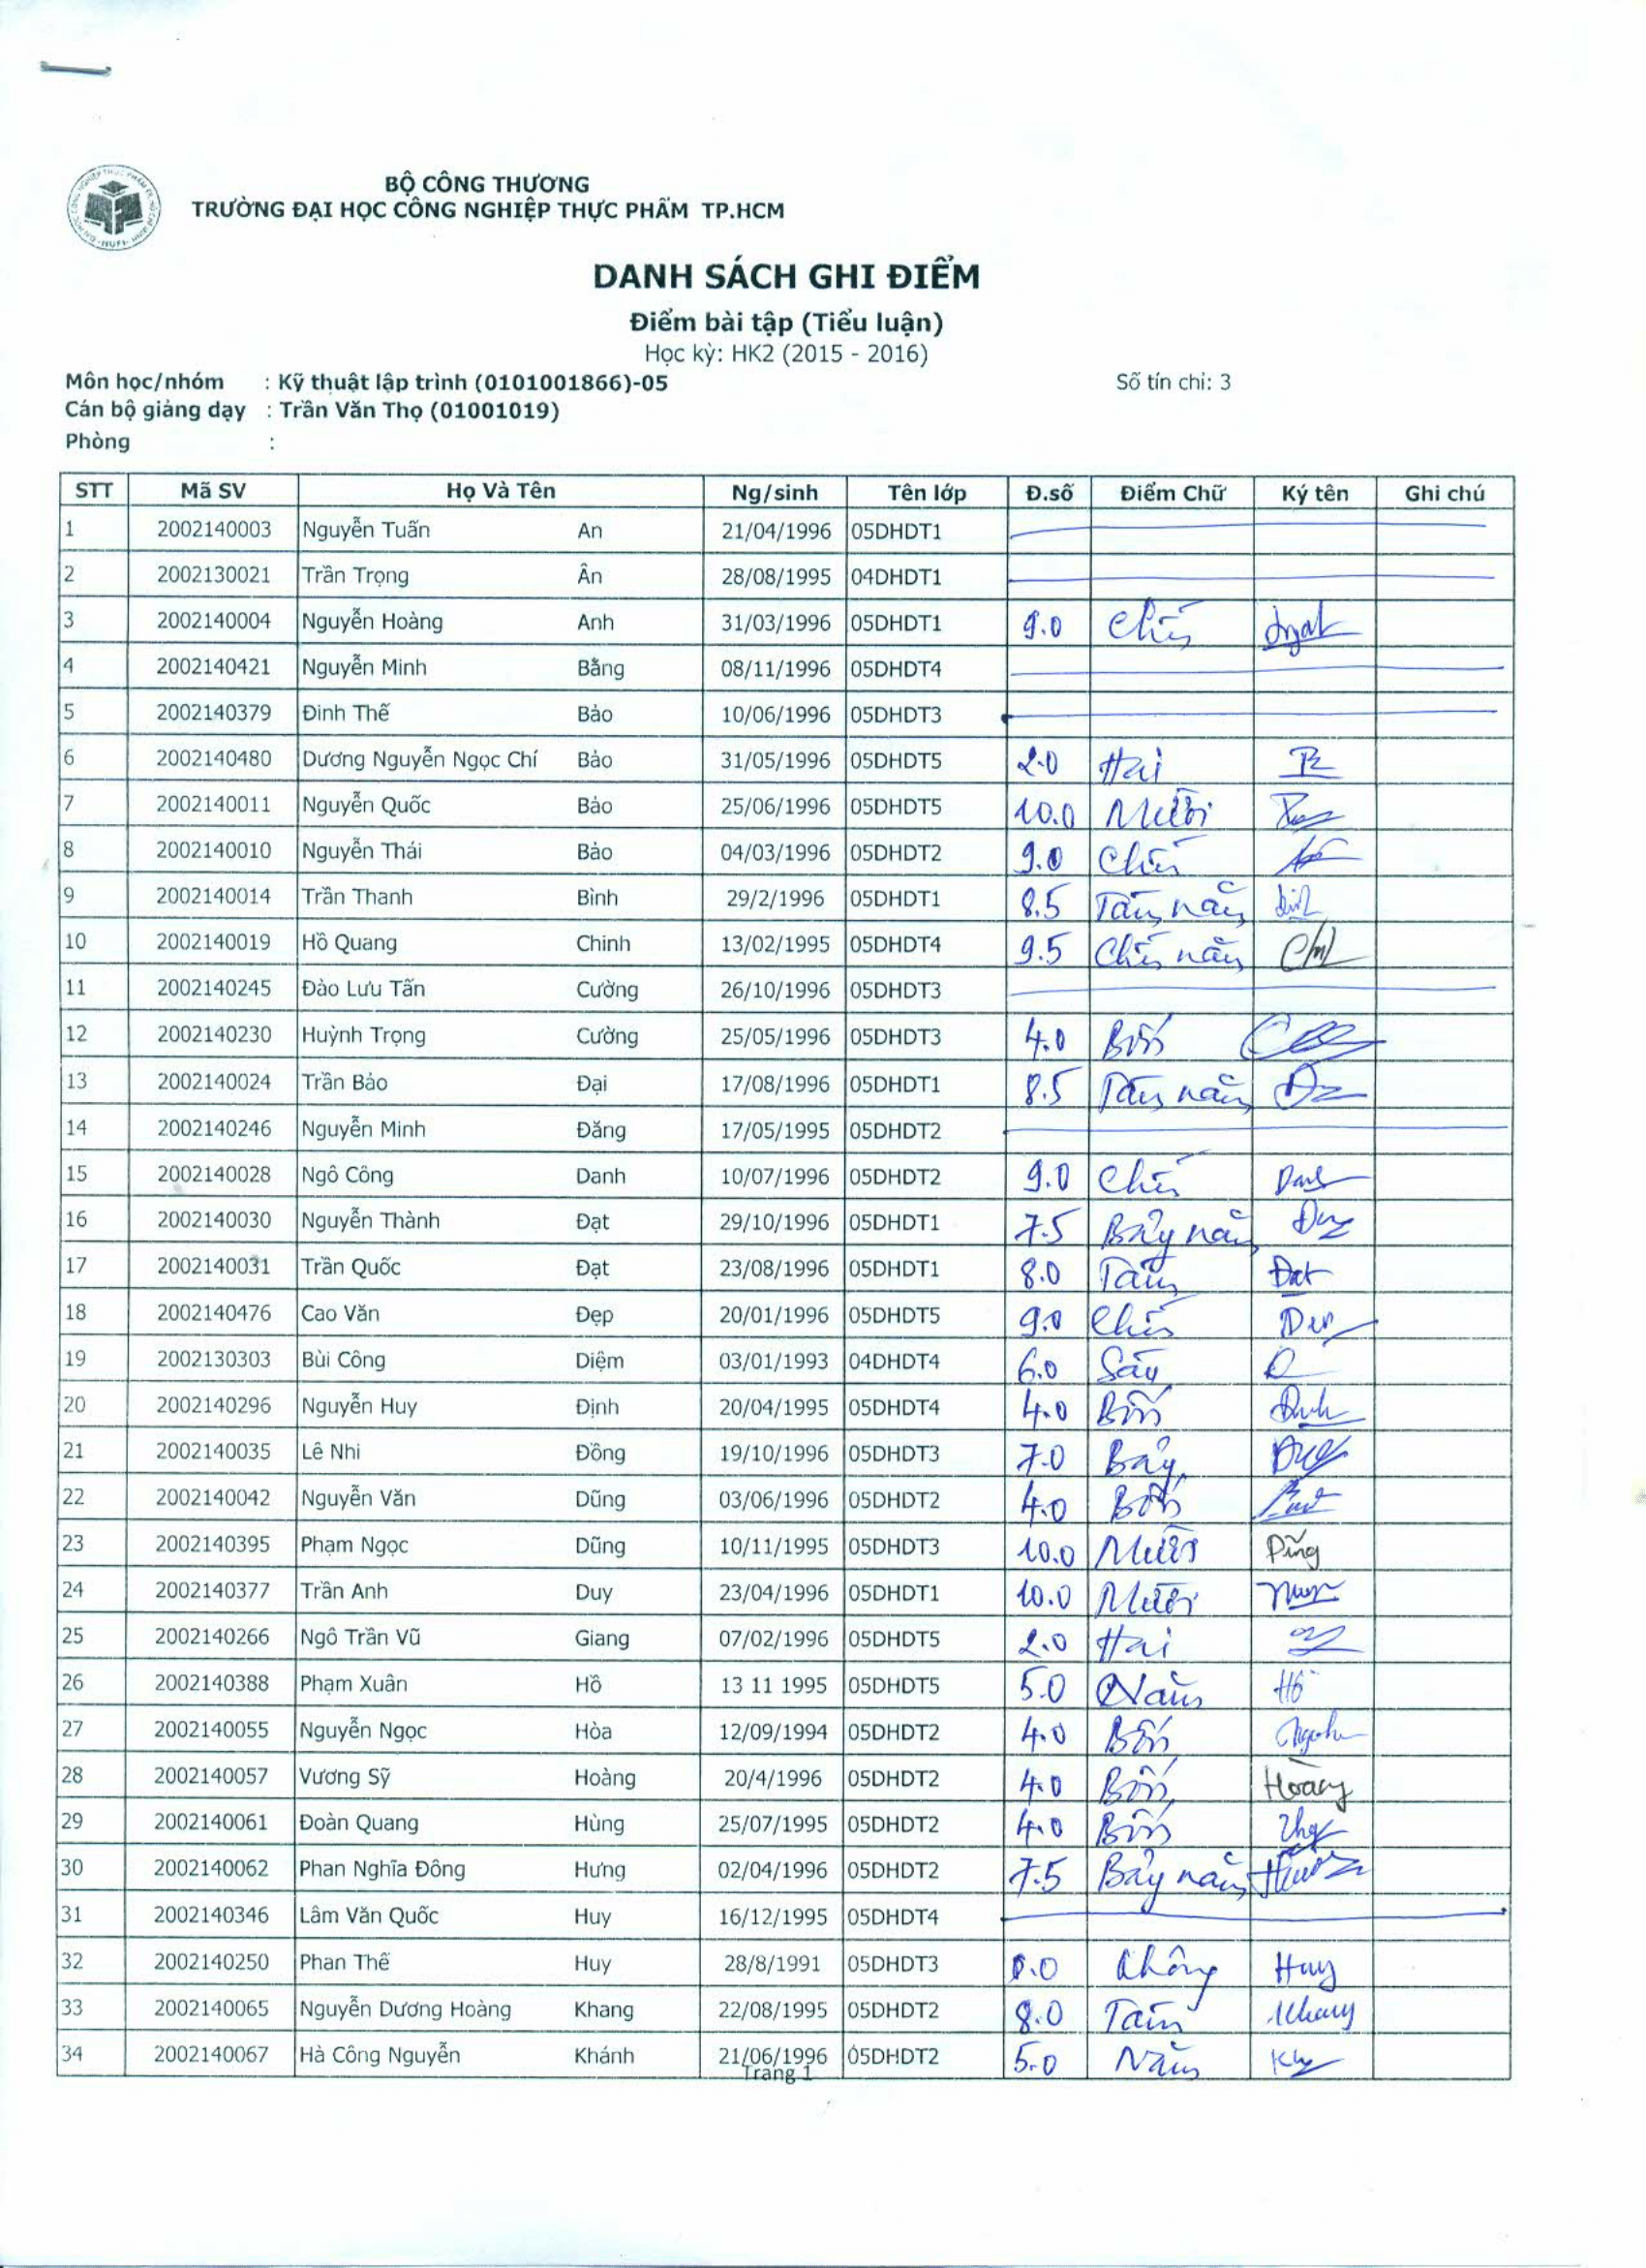 BỘ CÔNG THƯƠNG
TRƯỜNG ĐẠI HỌC CÔNG NGHIỆP THỰC PHẨM TP.HCM
DANH SÁCH GHI ĐIỂM
Điểm bài tập (Tiểu luận)
Học kỳ: HK2 (2015 - 2016)
Môn học/nhóm : Kỹ thuật lập trình (0101001866)-05 Số tín chỉ: 3
Cán bộ giảng dạy : Trần Văn Thọ (01001019)
Phòng :
STT Mã SV Họ Và Tên Ng/sinh Tên lớp Đ.số Điểm Chữ Ký tên Ghi chú
1 2002140003 Nguyễn Tuấn An 21/04/1996 05DHDT1
2 2002130021 Trần Trọng Ân 28/08/1995 04DHDT1
3 2002140004 Nguyễn Hoàng Anh 31/03/1996 05DHDT1 9.0 Chín
4 2002140421 Nguyễn Minh Bằng 08/11/1996 05DHDT4
5 2002140379 Đinh Thế Bảo 10/06/1996 05DHDT3
6 2002140480 Dương Nguyễn Ngọc Chí Bảo 31/05/1996 05DHDT5 2.0 Hai
7 2002140011 Nguyễn Quốc Bảo 25/06/1996 05DHDT5 10.0 Mười
8 2002140010 Nguyễn Thái Bảo 04/03/1996 05DHDT2 9.0 Chín
9 2002140014 Trần Thanh Bình 29/2/1996 05DHDT1 8.5 Tám năm
10 2002140019 Hồ Quang Chinh 13/02/1995 05DHDT4 9.5 Chín năm
11 2002140245 Đào Lưu Tấn Cường 26/10/1996 05DHDT3
12 2002140230 Huỳnh Trọng Cường 25/05/1996 05DHDT3 4.0 Bốn
13 2002140024 Trần Bảo Đại 17/08/1996 05DHDT1 8.5 Tám năm
14 2002140246 Nguyễn Minh Đăng 17/05/1995 05DHDT2
15 2002140028 Ngô Công Danh 10/07/1996 05DHDT2 9.0 Chín
16 2002140030 Nguyễn Thành Đạt 29/10/1996 05DHDT1 7.5 Bảy năm
17 2002140031 Trần Quốc Đạt 23/08/1996 05DHDT1 8.0 Tám Đạt
18 2002140476 Cao Văn Đẹp 20/01/1996 05DHDT5 9.0 Chín
19 2002130303 Bùi Công Diệm 03/01/1993 04DHDT4 6.0 Sáu
20 2002140296 Nguyễn Huy Định 20/04/1995 05DHDT4 4.0 Bốn
21 2002140035 Lê Nhi Đồng 19/10/1996 05DHDT3 7.0 Bảy
22 2002140042 Nguyễn Văn Dũng 03/06/1996 05DHDT2 4.0 Bốn
23 2002140395 Phạm Ngọc Dũng 10/11/1995 05DHDT3 10.0 Mười Dũng
24 2002140377 Trần Anh Duy 23/04/1996 05DHDT1 10.0 Mười
25 2002140266 Ngô Trần Vũ Giang 07/02/1996 05DHDT5 2.0 Hai
26 2002140388 Phạm Xuân Hồ 13 11 1995 05DHDT5 5.0 Năm Hồ
27 2002140055 Nguyễn Ngọc Hòa 12/09/1994 05DHDT2 4.0 Bốn
28 2002140057 Vương Sỹ Hoàng 20/4/1996 05DHDT2 4.0 Bốn Hoàng
29 2002140061 Đoàn Quang Hùng 25/07/1995 05DHDT2 4.0 Bốn
30 2002140062 Phan Nghĩa Đông Hưng 02/04/1996 05DHDT2 7.5 Bảy năm
31 2002140346 Lâm Văn Quốc Huy 16/12/1995 05DHDT4
32 2002140250 Phan Thế Huy 28/8/1991 05DHDT3 0.0 Không Huy
33 2002140065 Nguyễn Dương Hoàng Khang 22/08/1995 05DHDT2 8.0 Tám Khang
34 2002140067 Hà Công Nguyễn Khánh 21/06/1996 05DHDT2 5.0 Năm
Trang 1